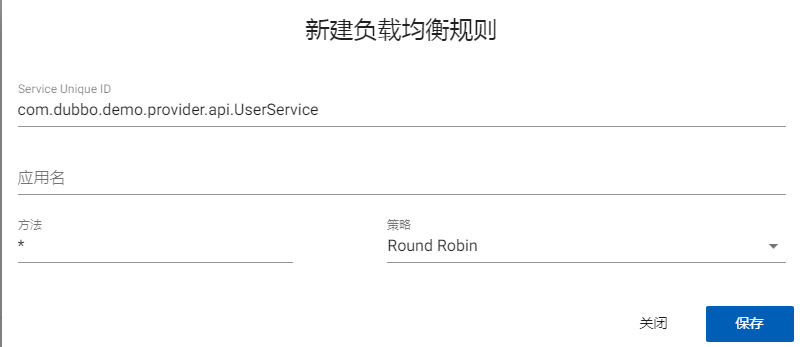 新建负载均衡规则
Service Unique ID
com.dubbo.demo.provider.api.UserService
应用名
方法
*
策略
Round Robin
关闭
保存